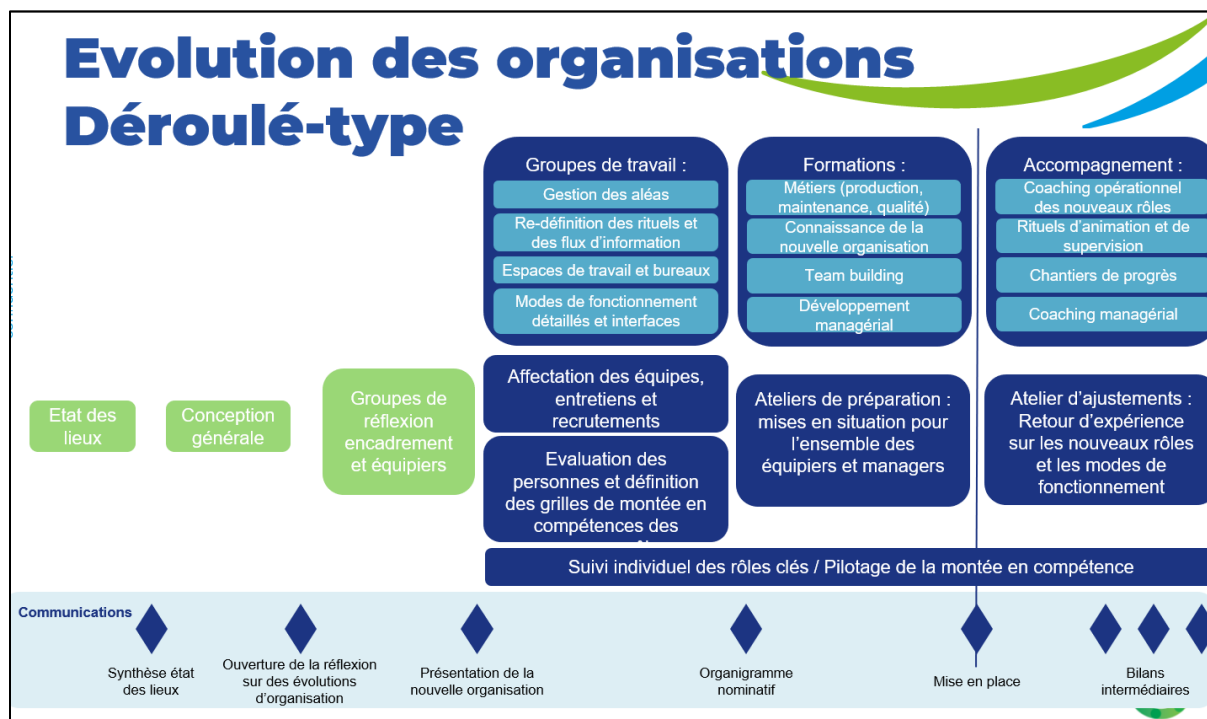 Evolution des organisations
Déroulé-type
Groupes de travail :
Gestion des aléas
Re-définition des rituels et
des flux d'information
Espaces de travail et bureaux
Modes de fonctionnement
détaillés et interfaces
Formations :
Métiers (production,
maintenance, qualité)
Connaissance de la
nouvelle organisation
Team building
Développement
managérial
Accompagnement :
Coaching opérationnel
des nouveaux rôles
Rituels d'animation et de
supervision
Chantiers de progrès
Coaching managérial
Etat des
lieux
Conception
générale
Groupes de
réflexion
encadrement
et équipiers
Affectation des équipes,
entretiens et
recrutements
Evaluation des
personnes et définition
des grilles de montée en
compétences des
Ateliers de préparation :
mises en situation pour
l'ensemble des
équipiers et managers
Atelier d'ajustements :
Retour d'expérience
sur les nouveaux rôles
et les modes de
fonctionnement
Suivi individuel des rôles clés / Pilotage de la montée en compétence
Communications
Synthèse état
des lieux
Ouverture de la réflexion
sur des évolutions
d'organisation
Présentation de la
nouvelle organisation
Organigramme
nominatif
Mise en place
Bilans
intermédiaires